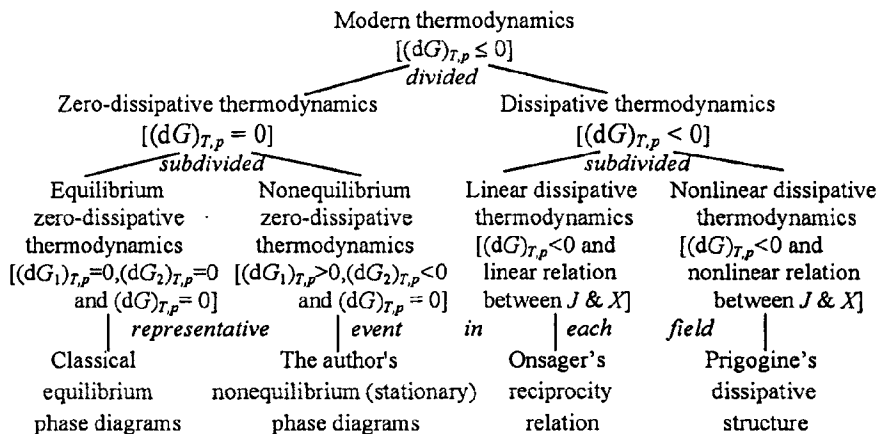 Modern thermodynamics
[(dG)T,p ≤ 0]
divided
Zero-dissipative thermodynamics
[(dG)T,p = 0]
subdivided
Dissipative thermodynamics
[(dG)T,p < 0]
subdivided
Equilibrium
zero-dissipative
thermodynamics
[(dG1)T,p=0,(dG2)T,p=0
and (dG)T,p= 0]
Nonequilibrium
zero-dissipative
thermodynamics
[(dG1)T,p>0,(dG2)T,p<0
and (dG)T,p = 0]
Linear dissipative
thermodynamics
[(dG)T,p<0 and
linear relation
between J & X]
Nonlinear dissipative
thermodynamics
[(dG)T,p<0 and
nonlinear relation
between J & X]
representative event in each field
Classical
equilibrium
phase diagrams
The author's
nonequilibrium (stationary)
phase diagrams
Onsager's
reciprocity
relation
Prigogine's
dissipative
structure